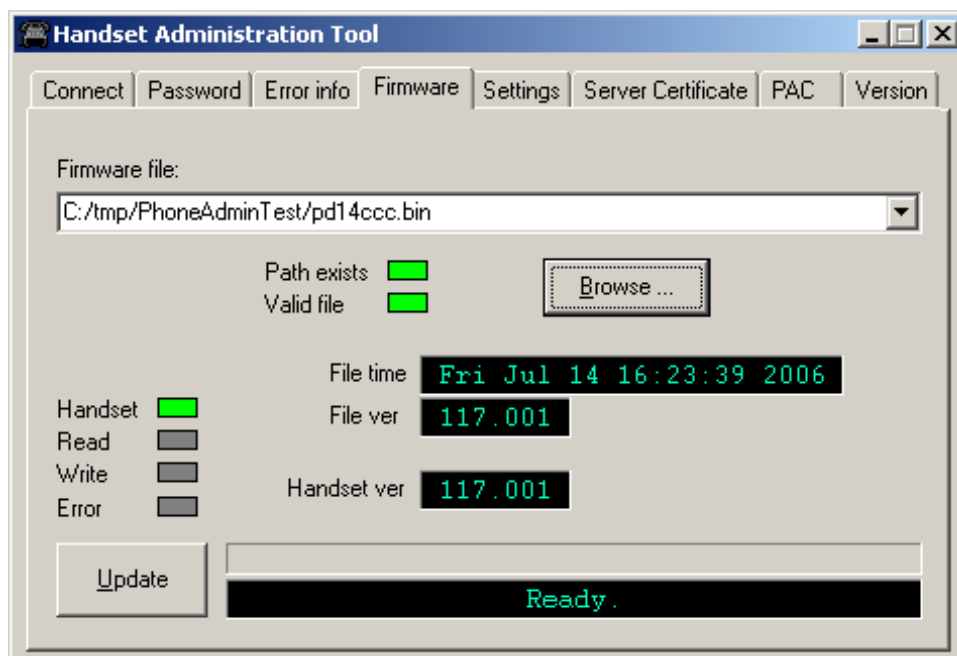 Handset Administration Tool
Connect Password Error info Firmware Settings Server Certificate PAC Version
Firmware file:
C:/tmp/PhoneAdminTest/pd14ccc.bin
Path exists
Valid file
Browse ...
File time Fri Jul 14 16:23:39 2006
Handset
File ver 117.001
Read
Write
Handset ver 117.001
Error
Update
Ready.